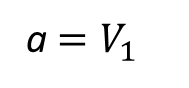 a = V₁